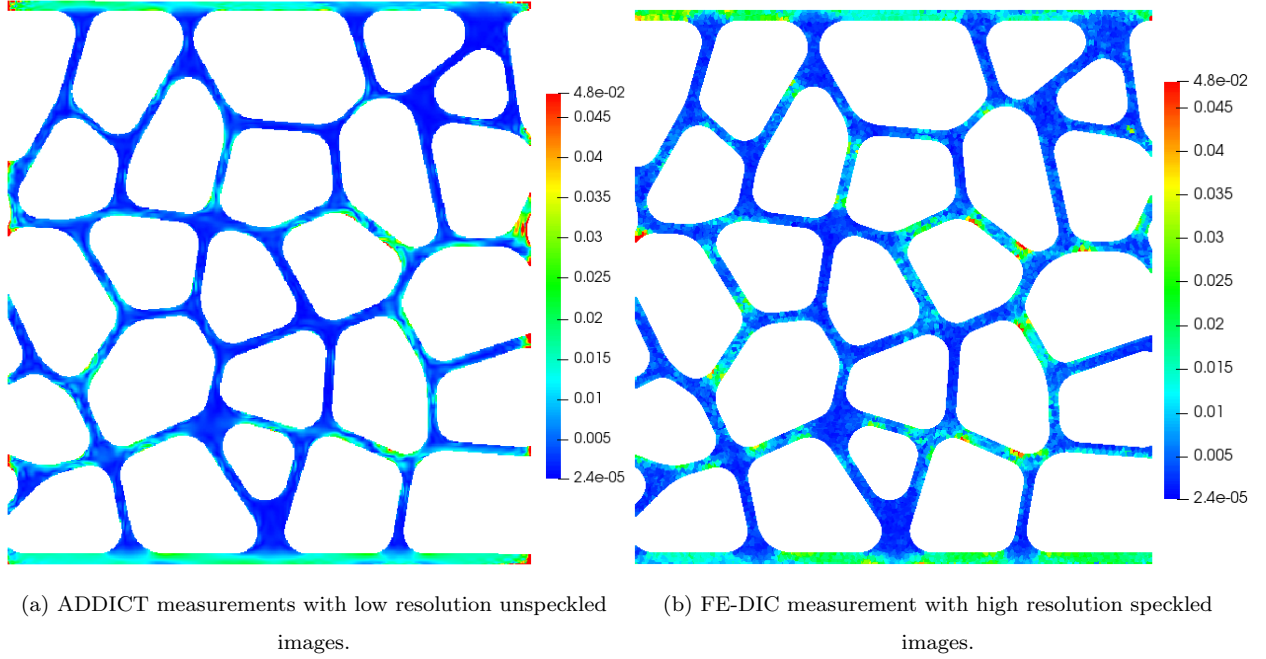 4.8e-02
0.045
0.04
0.035
0.03
0.025
0.02
0.015
0.01
0.005
2.4e-05
4.8e-02
0.045
0.04
0.035
0.03
0.025
0.02
0.015
0.01
0.005
2.4e-05
(a) ADDICT measurements with low resolution unspeckled
images.
(b) FE-DIC measurement with high resolution speckled
images.